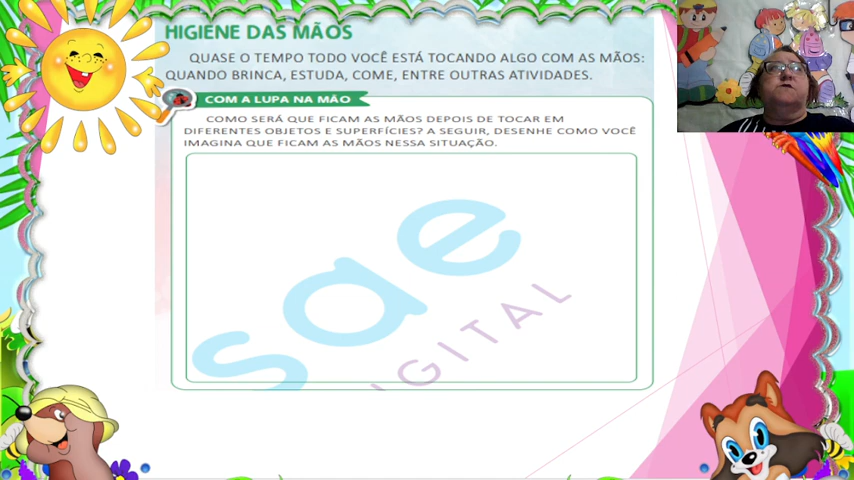 HIGIENE DAS MÃOS
QUASE O TEMPO TODO VOCÊ ESTÁ TOCANDO ALGO COM AS MÃOS:
QUANDO BRINCA, ESTUDA, COME, ENTRE OUTRAS ATIVIDADES.
COM A LUPA NA MÃO
COMO SERÁ QUE FICAM AS MÃOS DEPOIS DE TOCAR EM
DIFERENTES OBJETOS E SUPERFÍCIES? A SEGUIR, DESENHE COMO VOCÊ
IMAGINA QUE FICAM AS MÃOS NESSA SITUAÇÃO.
sae
IGITAL